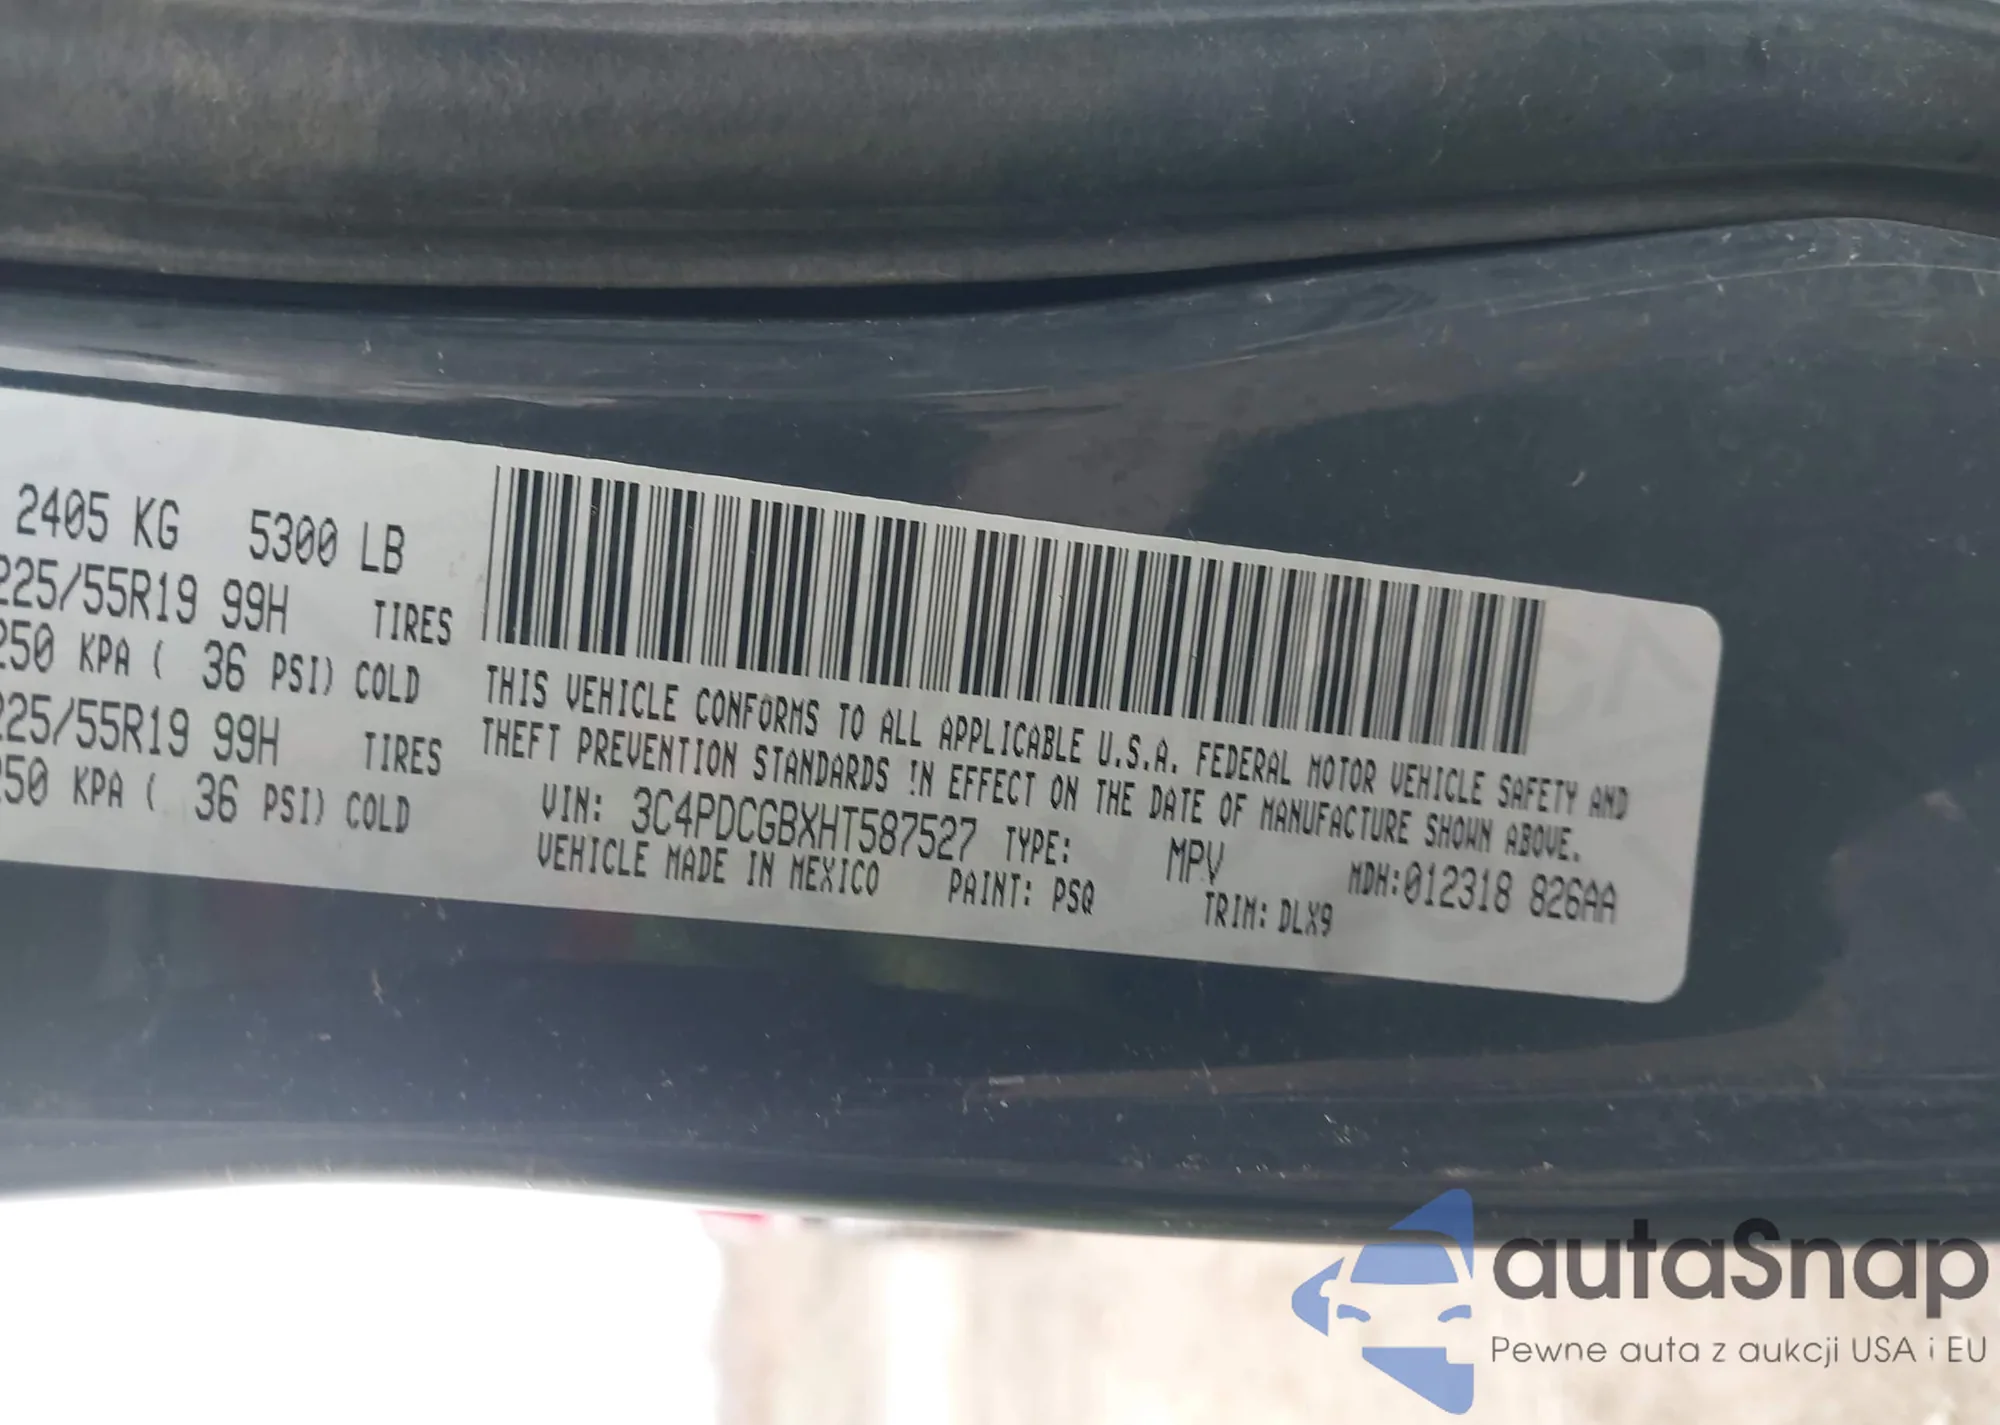 2405 KG 5300 LB
225/55R19 99H TIRES
250 KPA ( 36 PSI) COLD
225/55R19 99H TIRES
250 KPA ( 36 PSI) COLD
THIS VEHICLE CONFORMS TO ALL APPLICABLE U.S.A. FEDERAL MOTOR VEHICLE SAFETY AND
THEFT PREVENTION STANDARDS IN EFFECT ON THE DATE OF MANUFACTURE SHOWN ABOVE.
VIN: 3C4PDCGBXHT587527 TYPE: MPV MDH:012318 826AA
VEHICLE MADE IN MEXICO PAINT: PSQ TRIM: DLX9
autaSnap
Pewne auta z aukcji USA i EU